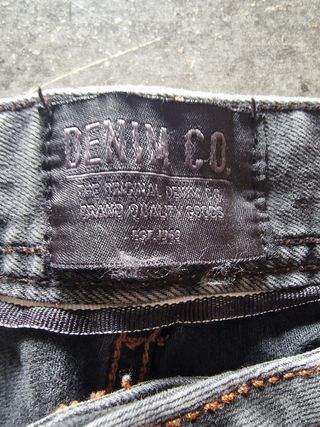 DENIM CO.
THE ORIGINAL DENIM CO.
BRAND QUALITY GOODS
EST. 1969